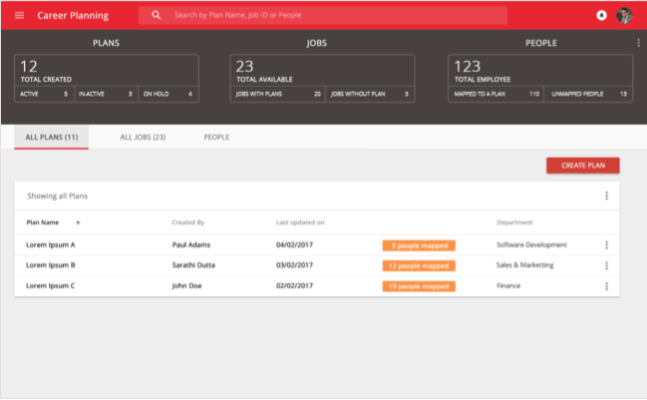 Career Planning
Search by Plan Name, Job ID or People
PLANS JOBS PEOPLE
12 23 123
TOTAL CREATED TOTAL AVAILABLE TOTAL EMPLOYEE
ACTIVE 5 IN-ACTIVE 3 ON HOLD 4 JOBS WITH PLANS 20 JOBS WITHOUT PLAN 3 MAPPED TO A PLAN 110 UNMAPPED PEOPLE 13
ALL PLANS (11) ALL JOBS (23) PEOPLE
CREATE PLAN
Showing all Plans
Plan Name Created By Last updated on Department
Lorem Ipsum A Paul Adams 04/02/2017 3 people mapped Software Development
Lorem Ipsum B Sarathi Dutta 03/02/2017 12 people mapped Sales & Marketting
Lorem Ipsum C John Doe 02/02/2017 19 people mapped Finance